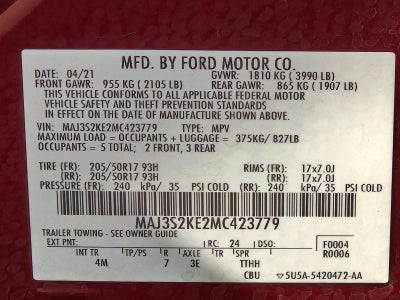 MFD. BY FORD MOTOR CO.
DATE: 04/21 GVWR: 1810 KG ( 3990 LB)
FRONT GAWR: 955 KG ( 2105 LB) REAR GAWR: 865 KG ( 1907 LB)
THIS VEHICLE CONFORMS TO ALL APPLICABLE FEDERAL MOTOR
VEHICLE SAFETY AND THEFT PREVENTION STANDARDS
IN EFFECT ON THE DATE OF MANUFACTURE SHOWN ABOVE.
VIN: MAJ3S2KE2MC423779 TYPE: MPV
MAXIMUM LOAD = OCCUPANTS + LUGGAGE = 375KG/ 827LB
OCCUPANTS = 5 TOTAL; 2 FRONT, 3 REAR
TIRE (FR): 205/50R17 93H RIMS (FR): 17x7.0J
(RR): 205/50R17 93H (RR): 17x7.0J
PRESSURE (FR): 240 kPa/ 35 PSI COLD (RR): 240 kPa/ 35 PSI COLD
MAJ3S2KE2MC423779
TRAILER TOWING - SEE OWNER GUIDE
EXT PNT: RC: 24 DSO: F0004
R0006
INT TR TP/PS R AXLE TR SPR
4M 7 3E TTHH
CBU 5U5A-5420472-AA